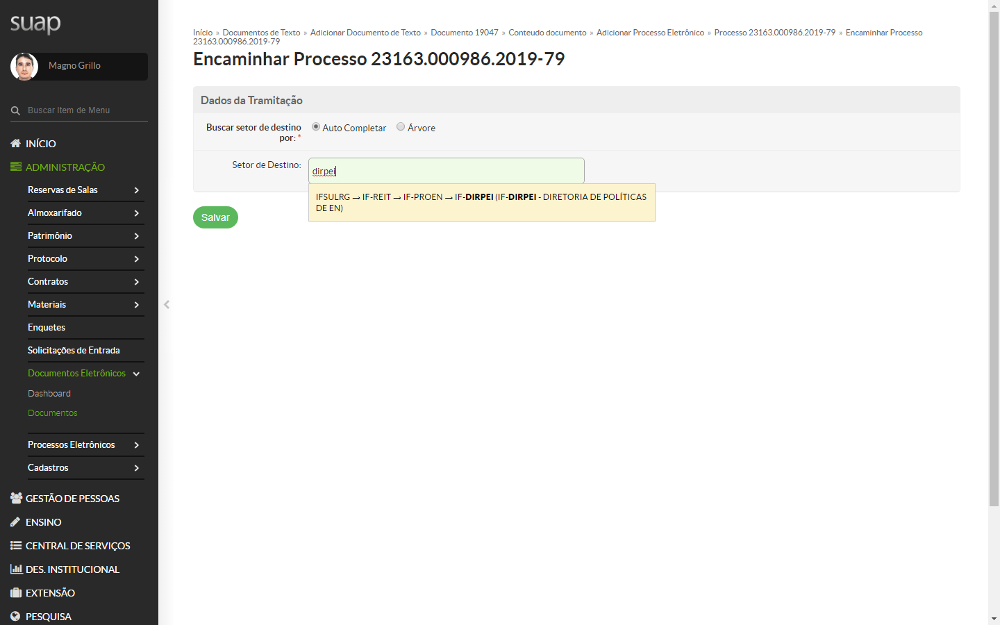 suap
Magno Grillo
Buscar Item de Menu
INÍCIO
ADMINISTRAÇÃO
Reservas de Salas
Almoxarifado
Patrimônio
Protocolo
Contratos
Materiais
Enquetes
Solicitações de Entrada
Documentos Eletrônicos
Dashboard
Documentos
Processos Eletrônicos
Cadastros
GESTÃO DE PESSOAS
ENSINO
CENTRAL DE SERVIÇOS
DES. INSTITUCIONAL
EXTENSÃO
PESQUISA
Início » Documentos de Texto » Adicionar Documento de Texto » Documento 19047 » Conteudo documento » Adicionar Processo Eletrônico » Processo 23163.000986.2019-79 » Encaminhar Processo
23163.000986.2019-79
Encaminhar Processo 23163.000986.2019-79
Dados da Tramitação
Buscar setor de destino
por: *
Auto Completar Árvore
Setor de Destino:
dirpei
IFSULRG → IF-REIT → IF-PROEN → IF-DIRPEI (IF-DIRPEI - DIRETORIA DE POLÍTICAS
DE EN)
Salvar